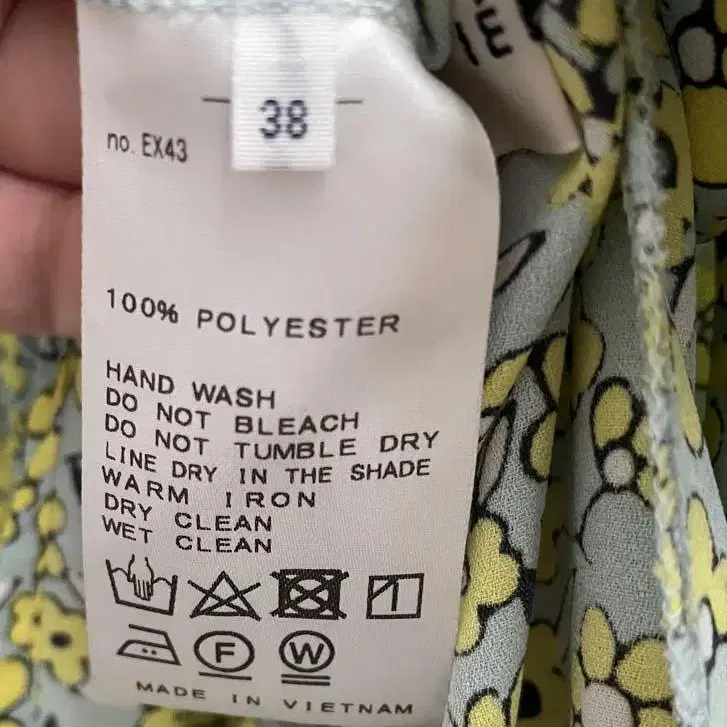 IE
38
no. EX43
100% POLYESTER
HAND WASH
DO NOT BLEACH
DO NOT TUMBLE DRY
LINE DRY IN THE SHADE
WARM IRON
DRY CLEAN
WET CLEAN
F W
MADE IN VIETNAM